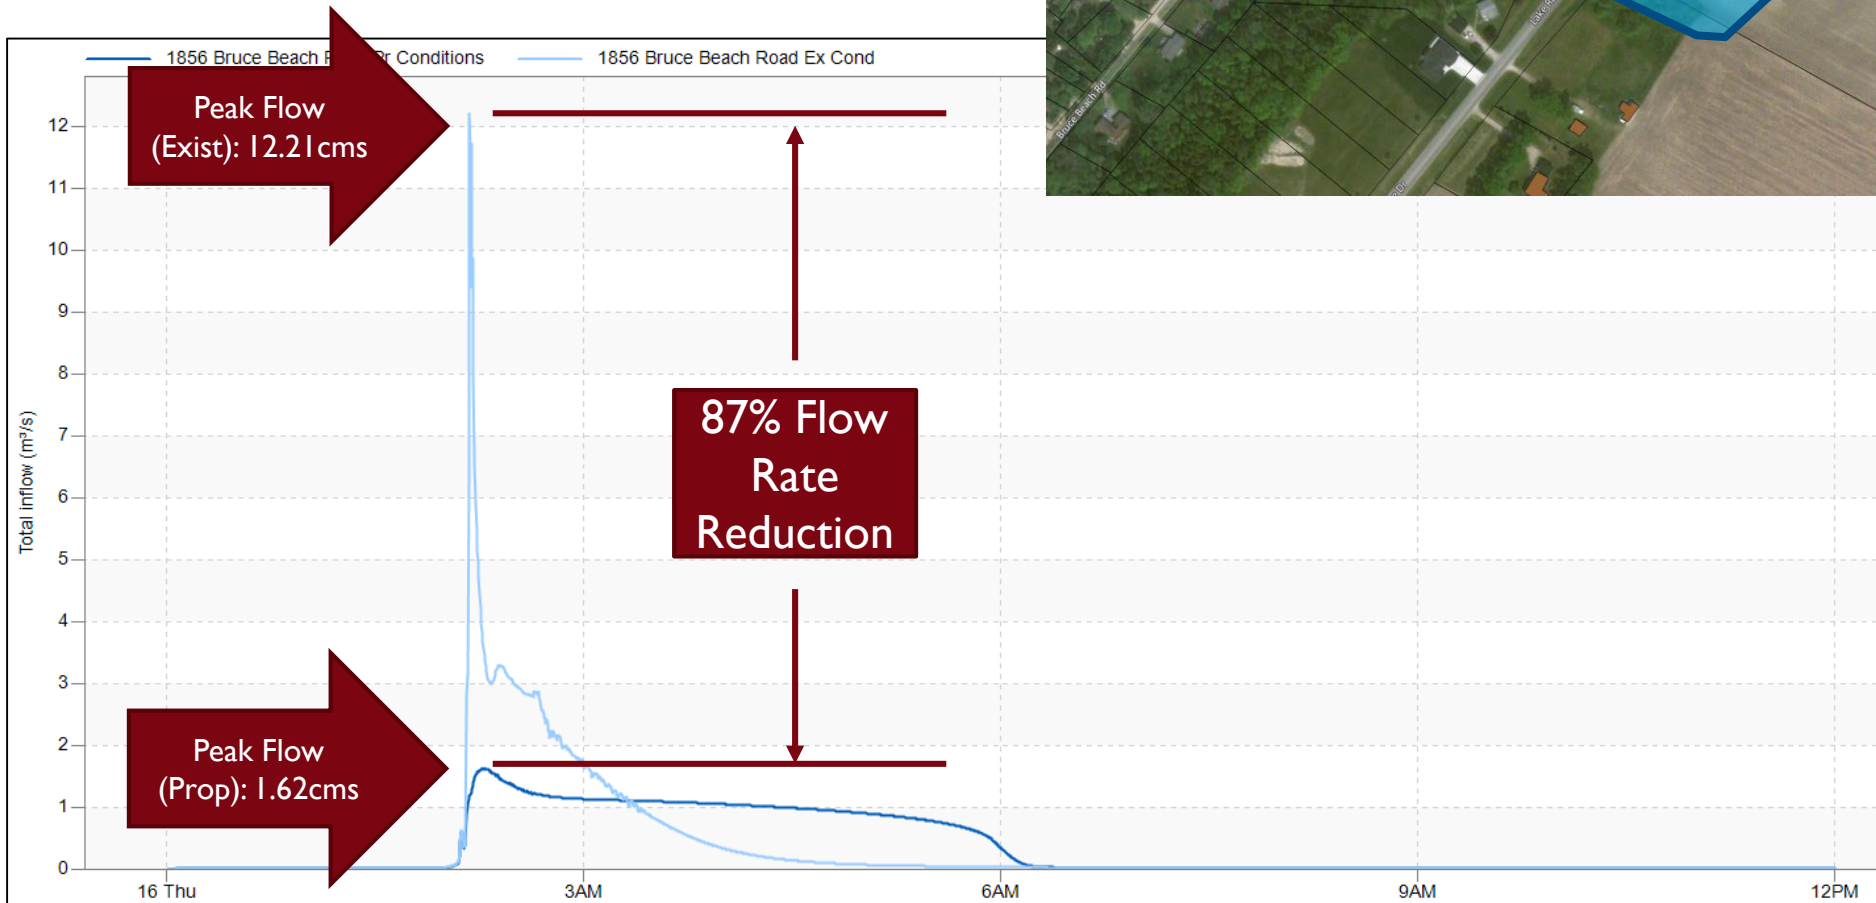 1856 Bruce Beach R
r Conditions
1856 Bruce Beach Road Ex Cond
Peak Flow
(Exist): 12.21cms
87% Flow
Rate
Reduction
Peak Flow
(Prop): 1.62cms
Total inflow (m³/s)
12
11
10
9
8
7
6
5
4
3
2
1
0
16 Thu
3AM
6AM
9AM
12PM
Bruce Beach Rd
Lake
Dr